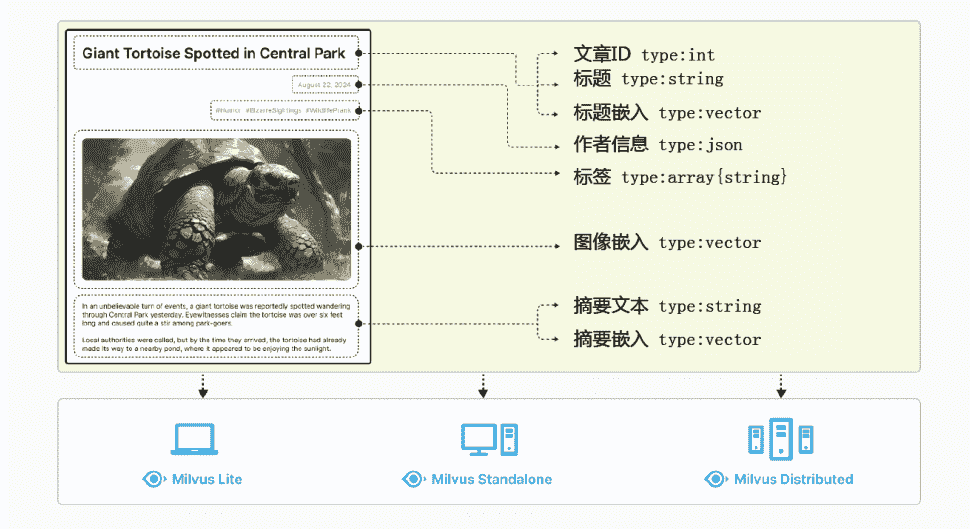 Giant Tortoise Spotted in Central Park
August 22, 2024
#BizarreSightings #WildlifePrank
In an unbelievable turn of events, a giant tortoise was reportedly spotted wandering
through Central Park yesterday. Eyewitnesses claim the tortoise was over six feet
long and caused quite a stir among park-goers.
Local authorities were called, but by the time they arrived, the tortoise had already
made its way to a nearby pond, where it appeared to be enjoying the sunlight.
文章ID type:int
标题 type:string
标题嵌入 type:vector
作者信息 type:json
标签 type:array{string}
图像嵌入 type:vector
摘要文本 type:string
摘要嵌入 type:vector
Milvus Lite
Milvus Standalone
Milvus Distributed